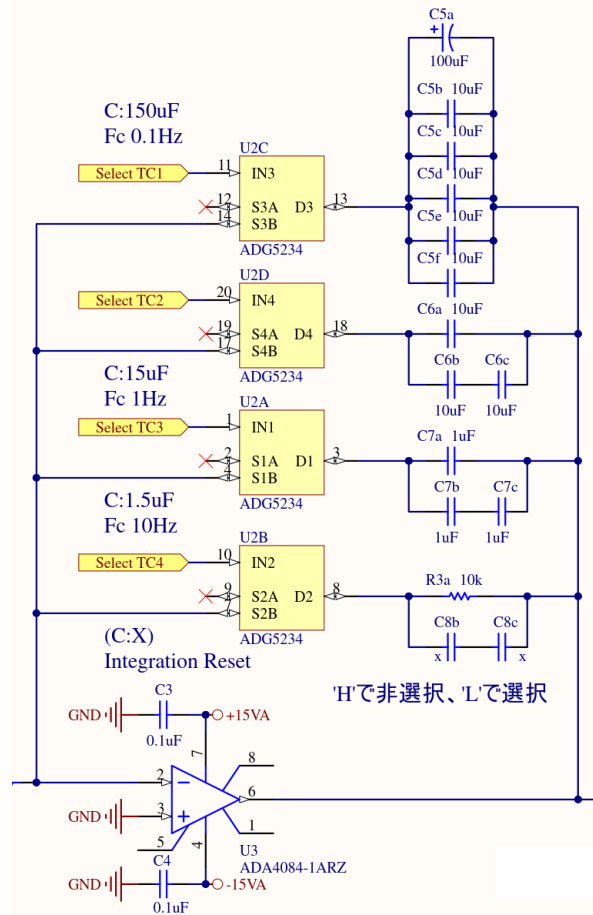 C5a
+
100uF
C5b 10uF
C:150uF
Fc 0.1Hz
C5c 10uF
U2C
Select TC1
11
IN3
C5d 10uF
12
S3A
D3
13
14
S3B
C5e 10uF
ADG5234
C5f 10uF
U2D
Select TC2
20
IN4
C6a 10uF
19
S4A
D4
18
17
S4B
C6b
C6c
ADG5234
C:15uF
Fc 1Hz
10uF
10uF
U2A
Select TC3
1
IN1
C7a 1uF
2
S1A
D1
3
4
S1B
C7b
C7c
ADG5234
C:1.5uF
Fc 10Hz
1uF
1uF
U2B
Select TC4
10
IN2
R3a 10k
9
S2A
D2
8
7
S2B
C8b
C8c
ADG5234
(C:X)
x
x
Integration Reset
'H'で非選択、'L'で選択
C3
GND
+15VA
0.1uF
7
8
2
−
6
GND
3
+
1
5
4
U3
C4
ADA4084-1ARZ
GND
-15VA
0.1uF